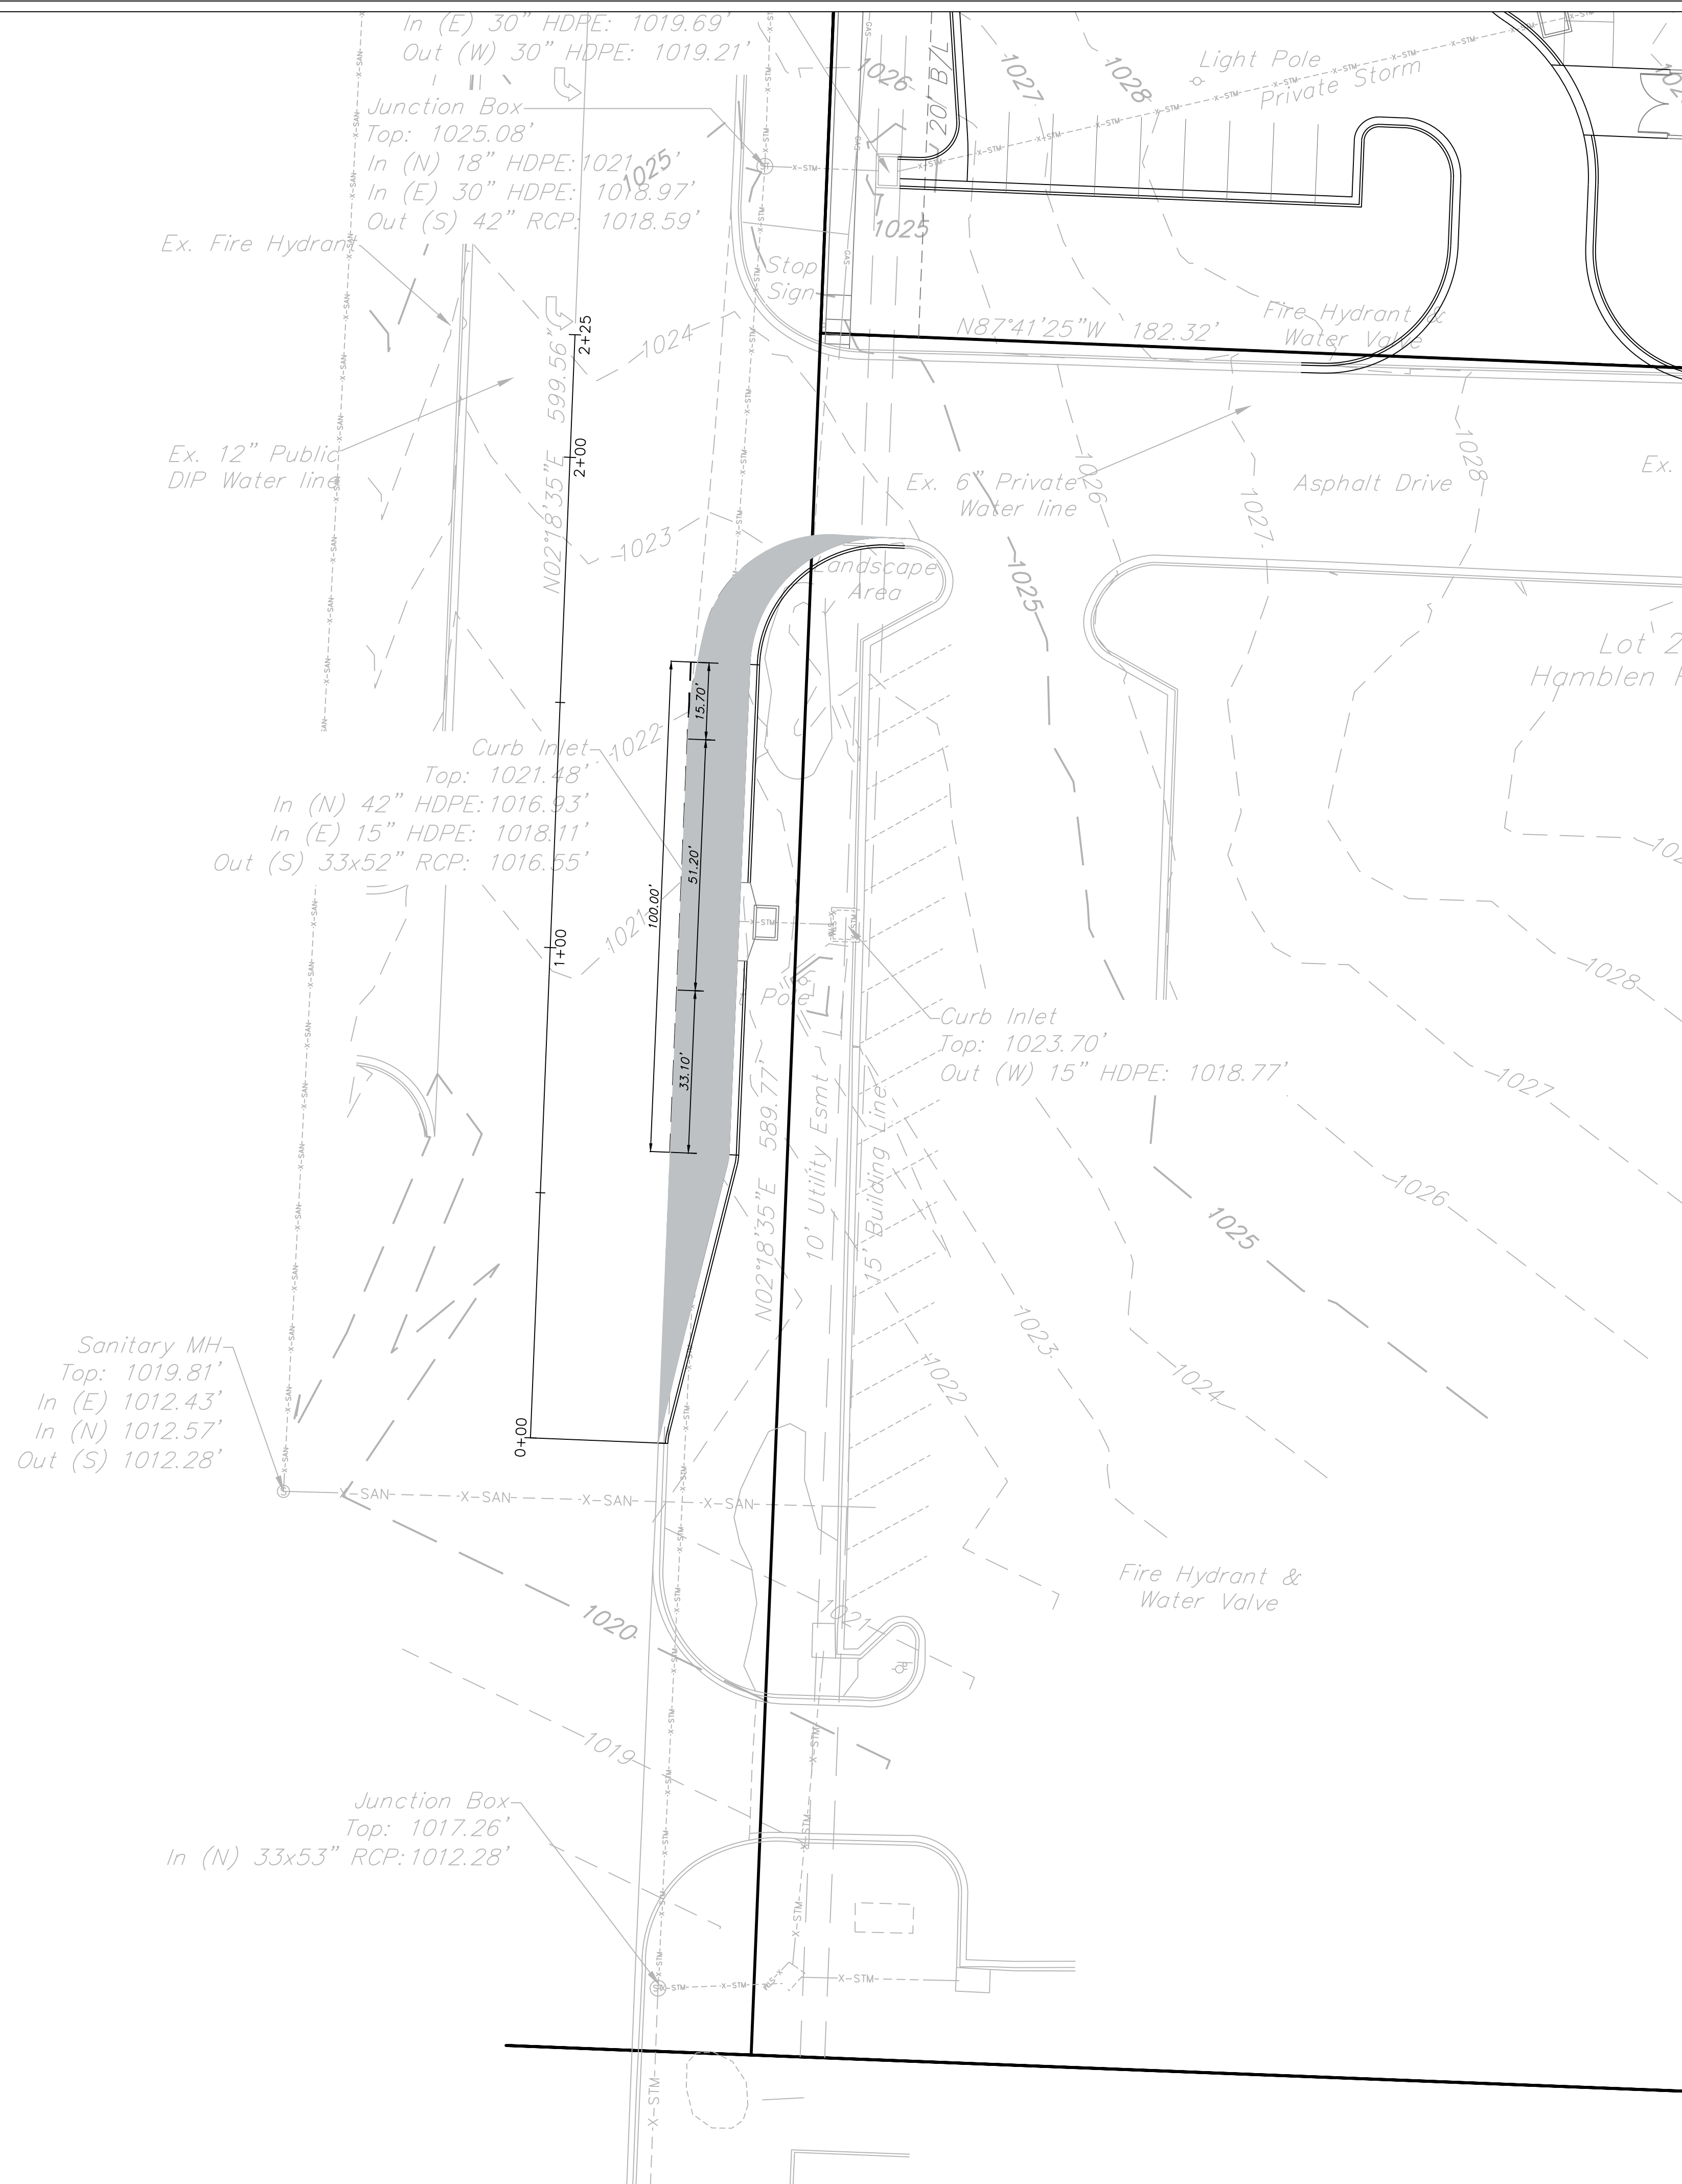 In (E) 30" HDPE: 1019.69'
Out (W) 30" HDPE: 1019.21'
Junction Box
Top: 1025.08'
In (N) 18" HDPE: 1021.
In (E) 30" HDPE: 1018.97
Out (S) 42" RCP: 1018.59'
1025
Ex. Fire Hydrant
Ex. 12" Public
DIP Water line
N02°18'35"E 599.56'
2+25
2+00
1+00
0+00
1024
1023
1022
1021
GAS
GAS
GAS
1026
20' B/L
1027
1028
Light Pole
Private Storm
1025
Stop
Sign
N87°41'25"W 182.32'
Fire Hydrant &
Water Valve
Ex. 6" Private
Water line
1026
1027
1028
Asphalt Drive
Ex.
1025
Landscape
Area
Lot 2
Hamblen
15.70'
51.20'
100.00'
33.10'
Curb Inlet
Top: 1021.48'
In (N) 42" HDPE: 1016.93
In (E) 15" HDPE: 1018.11'
Out (S) 33x52" RCP: 1016.55
Pole
Curb Inlet
Top: 1023.70'
Out (W) 15" HDPE: 1018.77'
N02°18'35"E 589.77'
10' Utility Esmt
15' Building Line
1028
1027
1026
1025
1024
1023
1022
1021
Sanitary MH
Top: 1019.81'
In (E) 1012.43'
In (N) 1012.57'
Out (S) 1012.28'
X-SAN X-SAN X-SAN X-SAN
Fire Hydrant &
Water Valve
1020
1019
Junction Box
Top: 1017.26'
In (N) 33x53" RCP: 1012.28'
X-STM
X-STM
X-STM
X-STM
X-STM